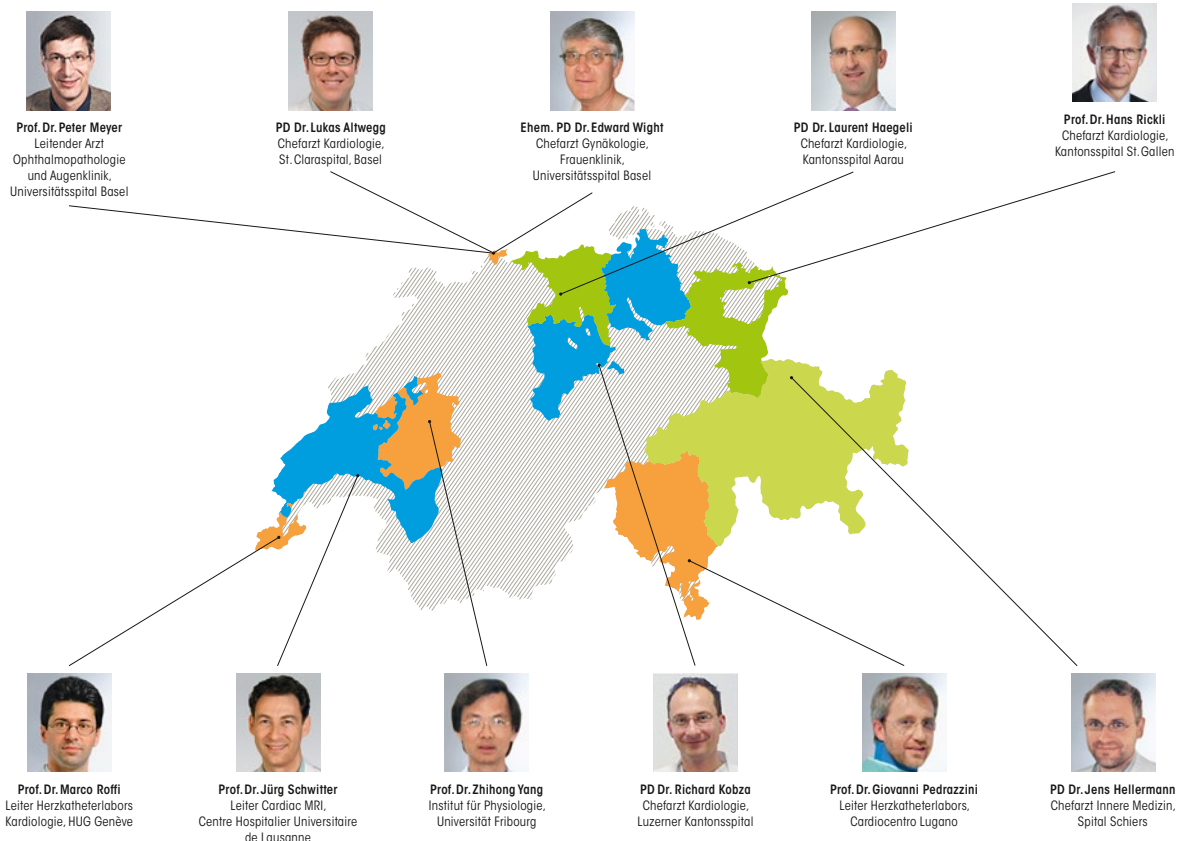 Prof. Dr. Peter Meyer
Leitender Arzt
Ophthalmopathologie
und Augenklinik,
Universitätsspital Basel
PD Dr. Lukas Altwegg
Chefarzt Kardiologie,
St. Claraspital, Basel
Ehem. PD Dr. Edward Wight
Chefarzt Gynäkologie,
Frauenklinik,
Universitätsspital Basel
PD Dr. Laurent Haegeli
Chefarzt Kardiologie,
Kantonsspital Aarau
Prof. Dr. Hans Rickli
Chefarzt Kardiologie,
Kantonsspital St. Gallen
Prof. Dr. Marco Roffi
Leiter Herzkatheterlabors
Kardiologie, HUG Genève
Prof. Dr. Jürg Schwitter
Leiter Cardiac MRI,
Centre Hospitalier Universitaire
de Lausanne
Prof. Dr. Zhihong Yang
Institut für Physiologie,
Universität Fribourg
PD Dr. Richard Kobza
Chefarzt Kardiologie,
Luzerner Kantonsspital
Prof. Dr. Giovanni Pedrazzini
Leiter Herzkatheterlabors,
Cardiocentro Lugano
PD Dr. Jens Hellermann
Chefarzt Innere Medizin,
Spital Schiers